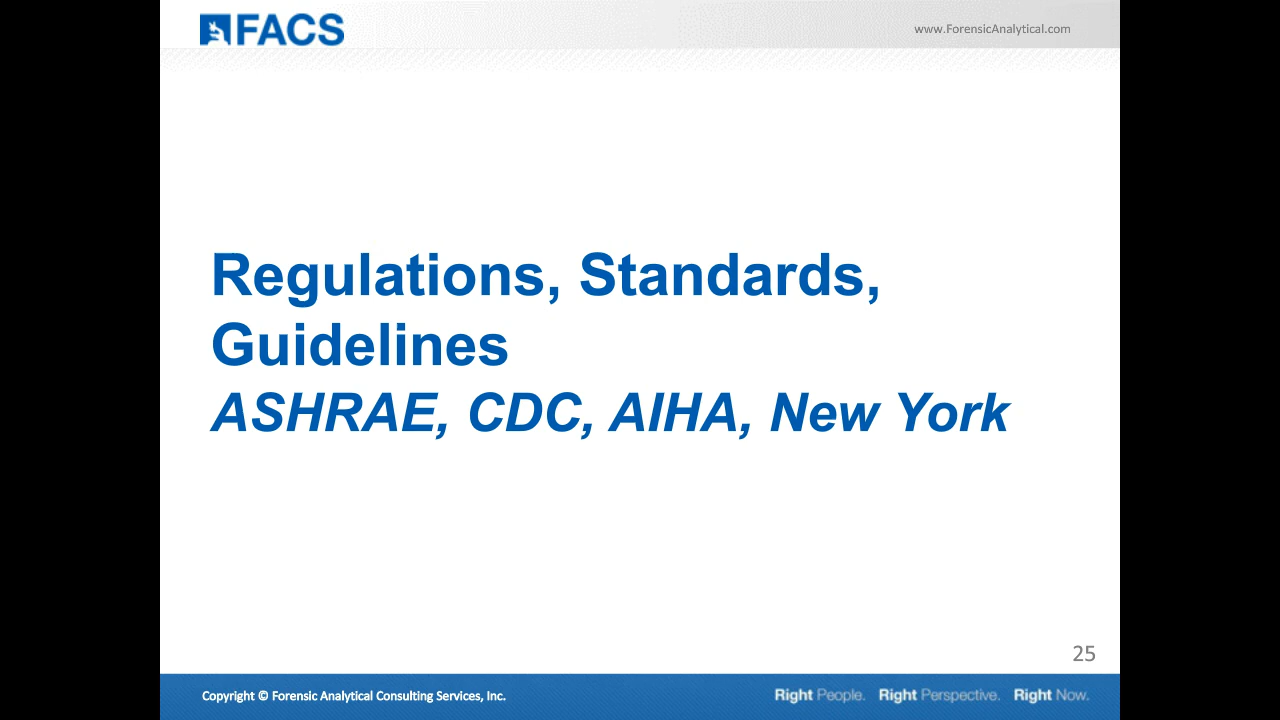 FACS
www.ForensicAnalytical.com
Regulations, Standards,
Guidelines
ASHRAE, CDC, AIHA, New York
25
Copyright © Forensic Analytical Consulting Services, Inc.
Right People. Right Perspective. Right Now.